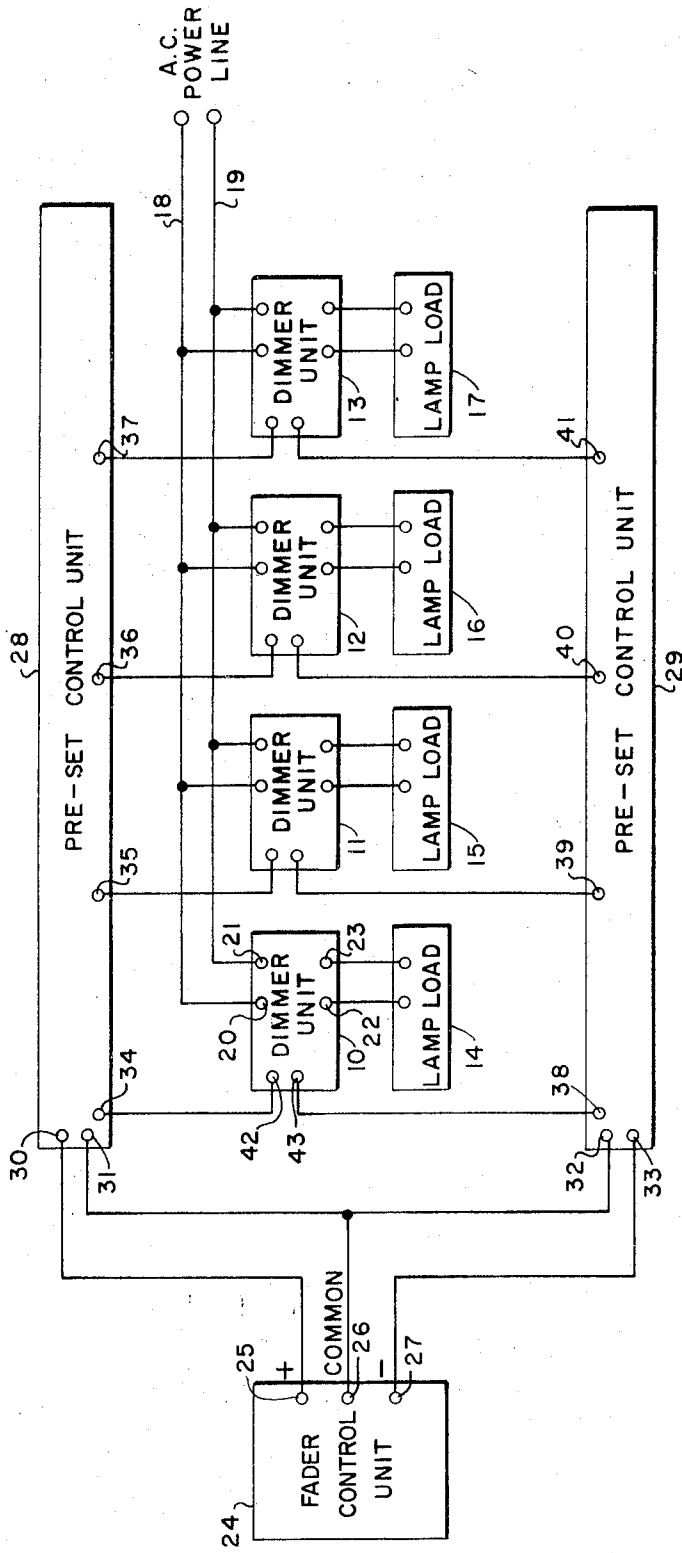 28
PRE-SET CONTROL UNIT
30
31
34
35
36
37
A.C.
POWER
LINE
18
19
20
21
42
43
DIMMER
UNIT
10
22
23
DIMMER
UNIT
11
DIMMER
UNIT
12
DIMMER
UNIT
13
LAMP LOAD
14
LAMP LOAD
15
LAMP LOAD
16
LAMP LOAD
17
24
FADER
CONTROL
UNIT
25
+
COMMON
26
-
27
32
33
38
39
40
41
PRE-SET CONTROL UNIT
29